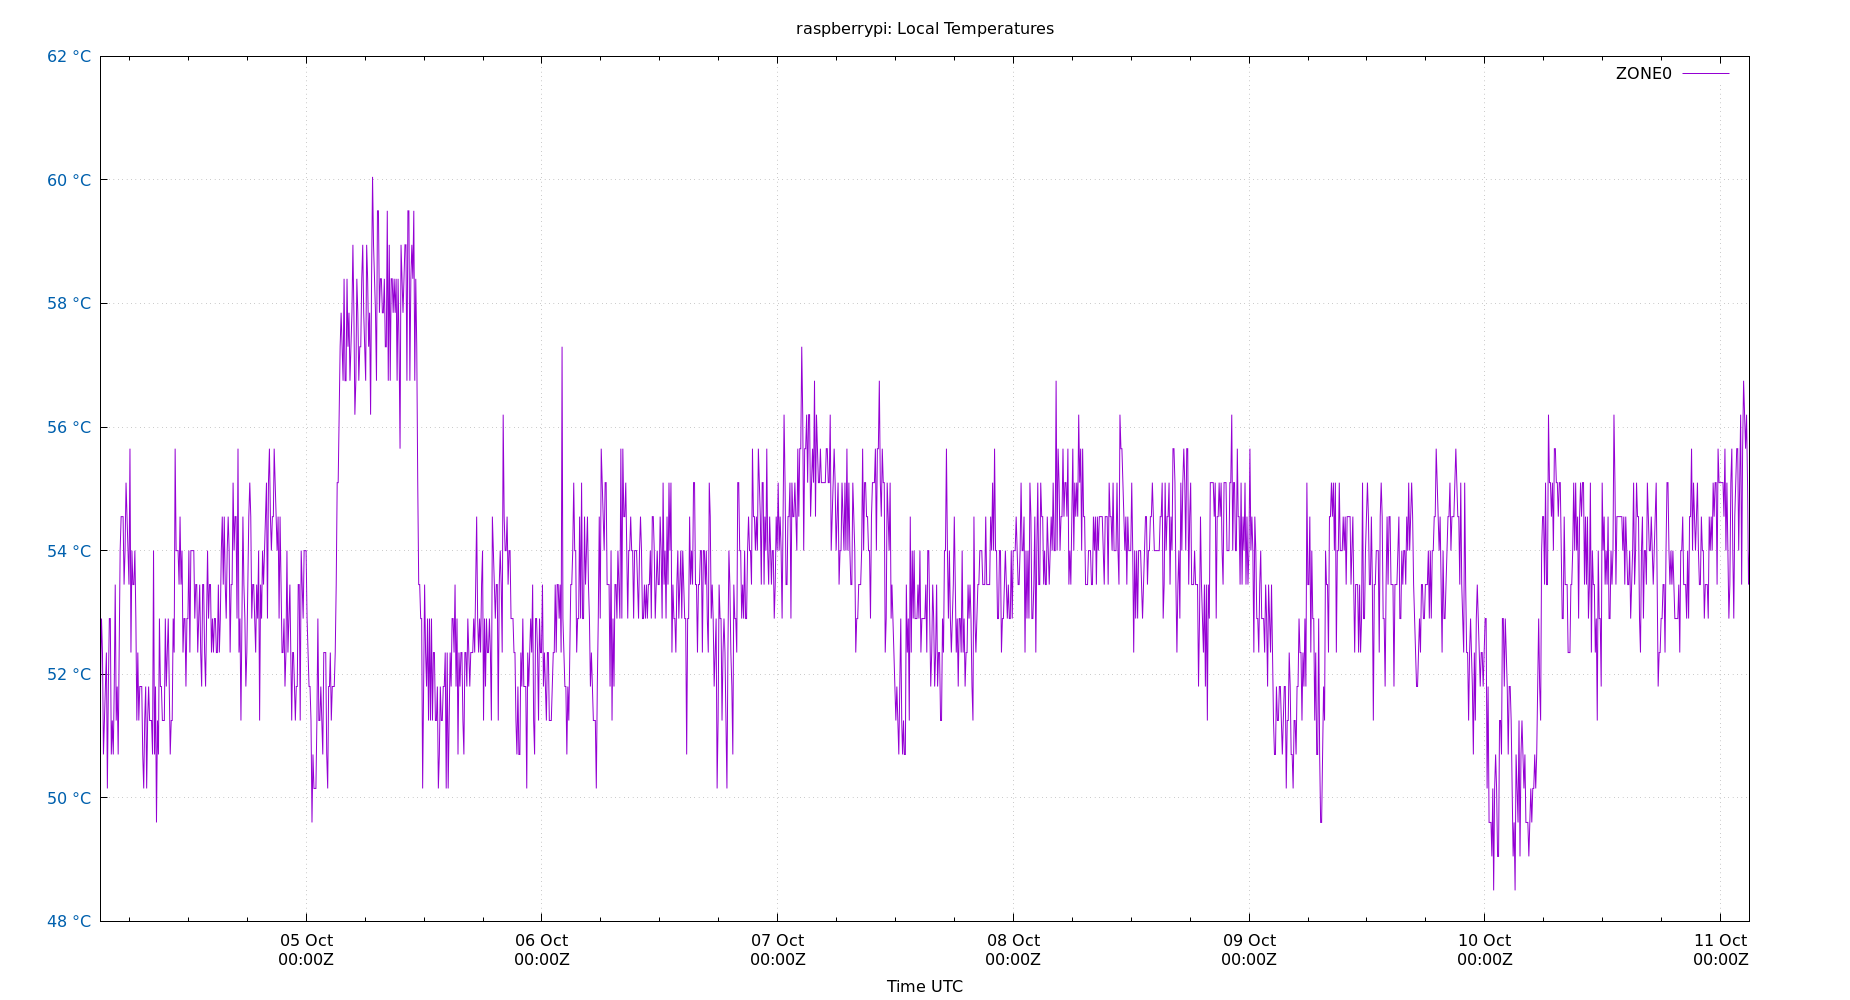 raspberrypi: Local Temperatures
62 °C
ZONE0
60 °C
58 °C
56 °C
54 °C
52 °C
50 °C
48 °C
05 Oct 06 Oct 07 Oct 08 Oct 09 Oct 10 Oct 11 Oct
00:00Z 00:00Z 00:00Z 00:00Z 00:00Z 00:00Z 00:00Z
Time UTC